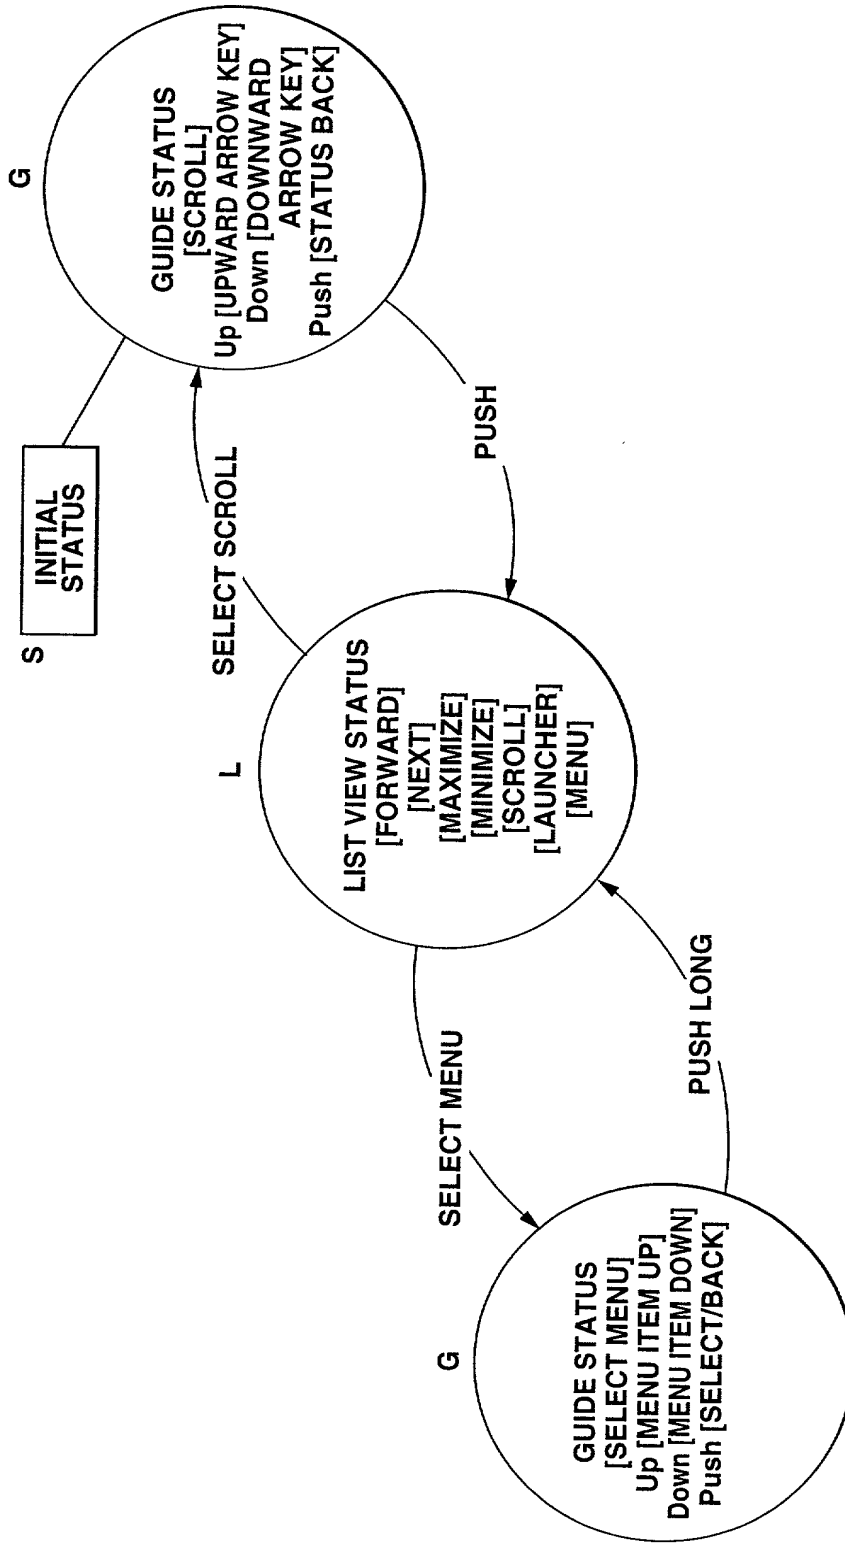 S
INITIAL
STATUS
G
GUIDE STATUS
[SCROLL]
Up [UPWARD ARROW KEY]
Down [DOWNWARD
ARROW KEY]
Push [STATUS BACK]
SELECT SCROLL
PUSH
L
LIST VIEW STATUS
[FORWARD]
[NEXT]
[MAXIMIZE]
[MINIMIZE]
[SCROLL]
[LAUNCHER]
[MENU]
SELECT MENU
PUSH LONG
G
GUIDE STATUS
[SELECT MENU]
Up [MENU ITEM UP]
Down [MENU ITEM DOWN]
Push [SELECT/BACK]